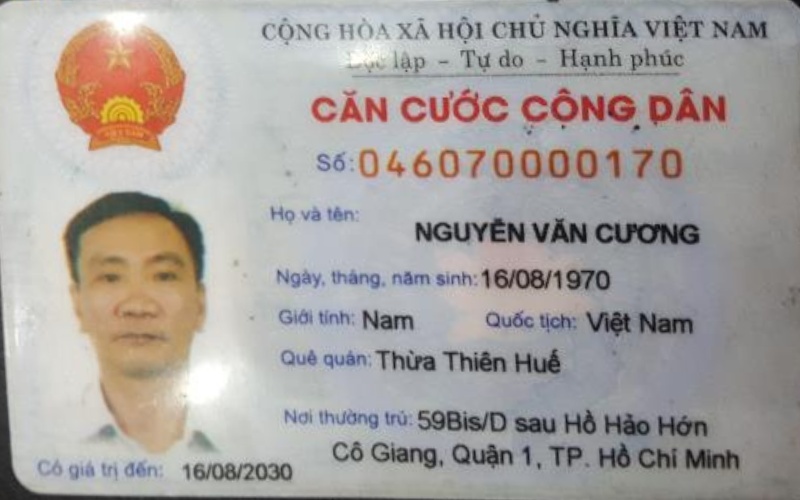 CỘNG HÒA XÃ HỘI CHỦ NGHĨA VIỆT NAM
Độc lập - Tự do - Hạnh phúc
CĂN CƯỚC CÔNG DÂN
Số: 046070000170
Họ và tên: NGUYỄN VĂN CƯƠNG
Ngày, tháng, năm sinh: 16/08/1970
Giới tính: Nam Quốc tịch: Việt Nam
Quê quán: Thừa Thiên Huế
Nơi thường trú: 59Bis/D sau Hồ Hảo Hớn
Cô Giang, Quận 1, TP. Hồ Chí Minh
Có giá trị đến: 16/08/2030